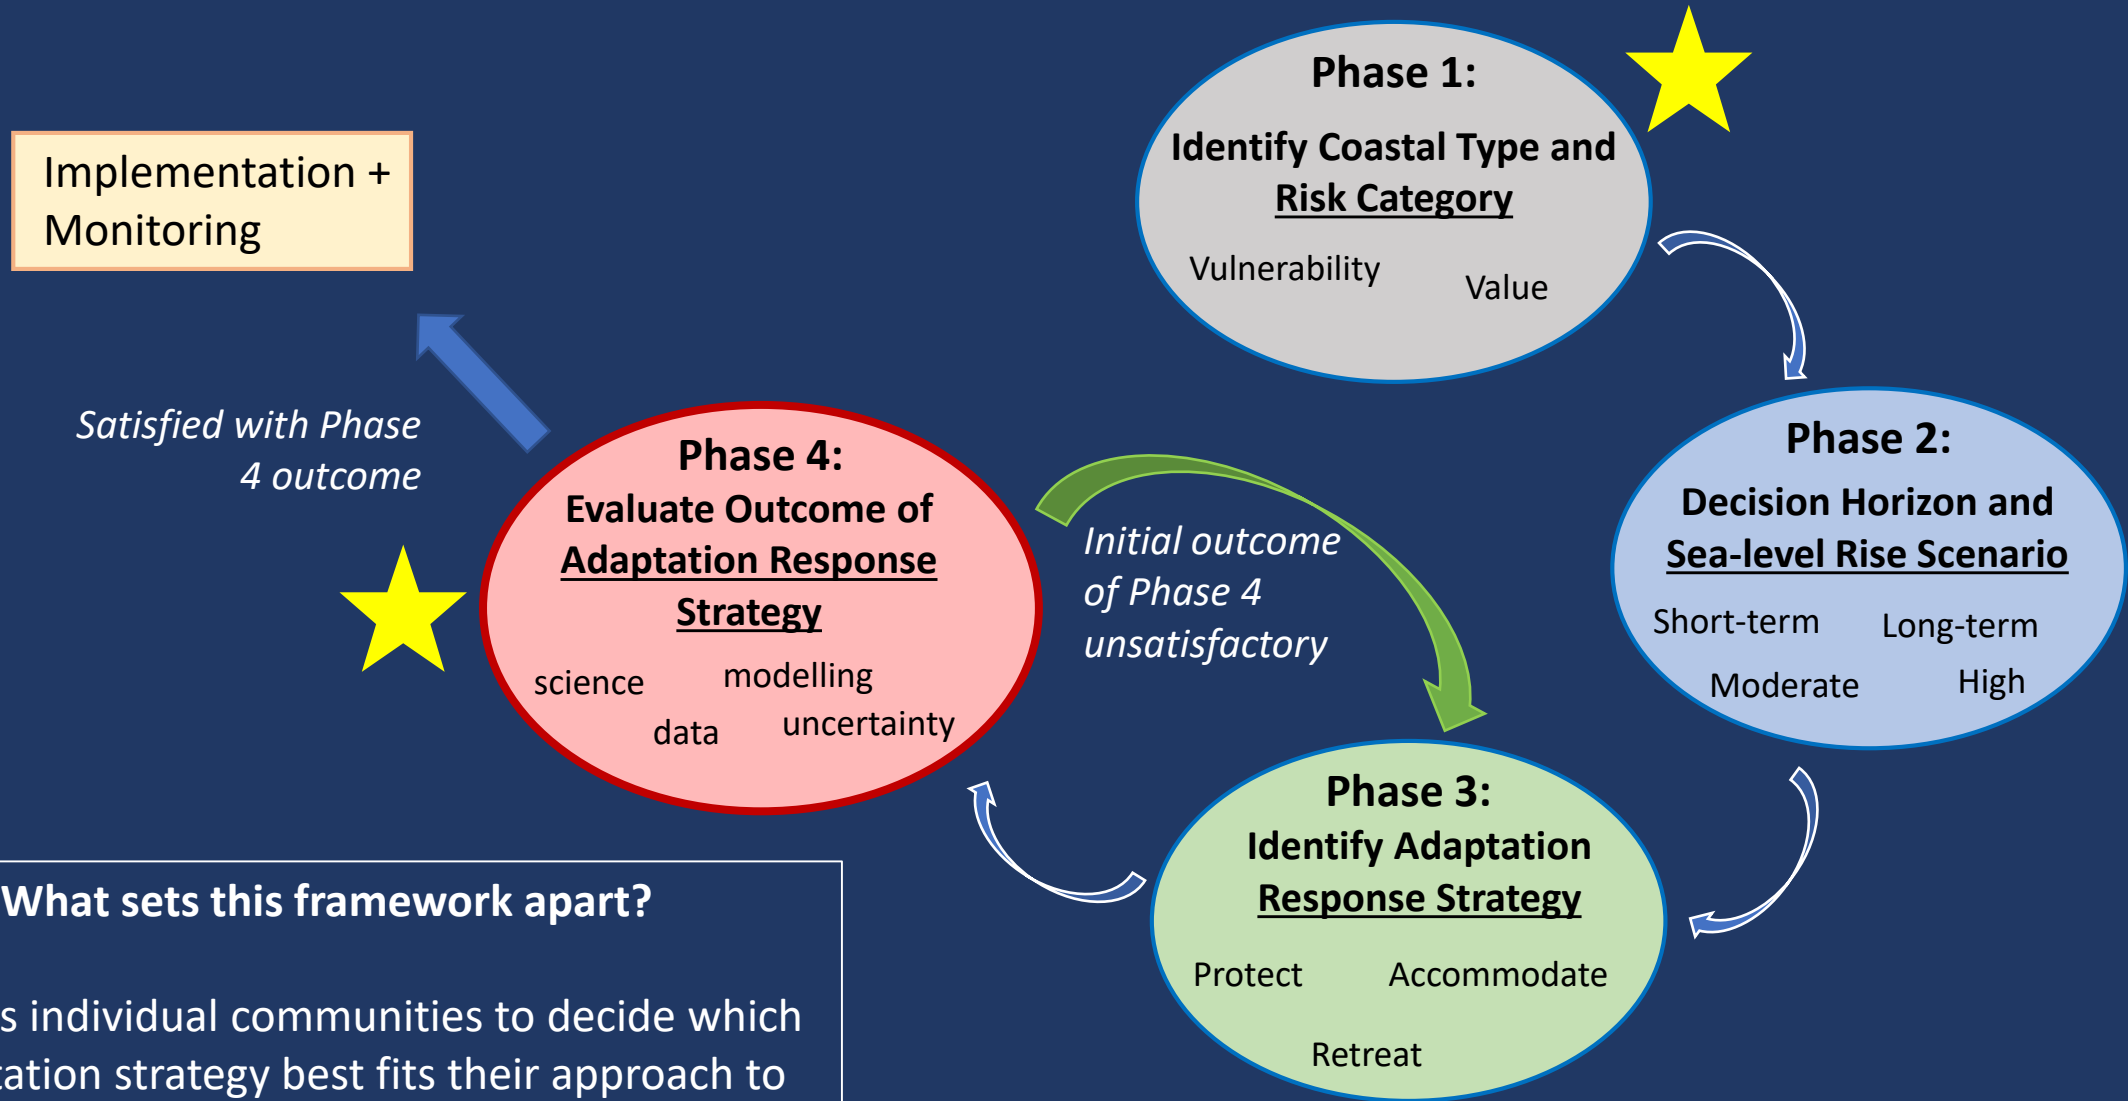 Phase 1:
Identify Coastal Type and
Risk Category
Vulnerability
Value
Implementation +
Monitoring
Satisfied with Phase
4 outcome
Phase 2:
Decision Horizon and
Sea-level Rise Scenario
Short-term
Long-term
Moderate
High
Phase 4:
Evaluate Outcome of
Adaptation Response
Strategy
science
modelling
data
uncertainty
Initial outcome
of Phase 4
unsatisfactory
Phase 3:
Identify Adaptation
Response Strategy
Protect
Accommodate
Retreat
What sets this framework apart?
individual communities to decide which
strategy best fits their approach to